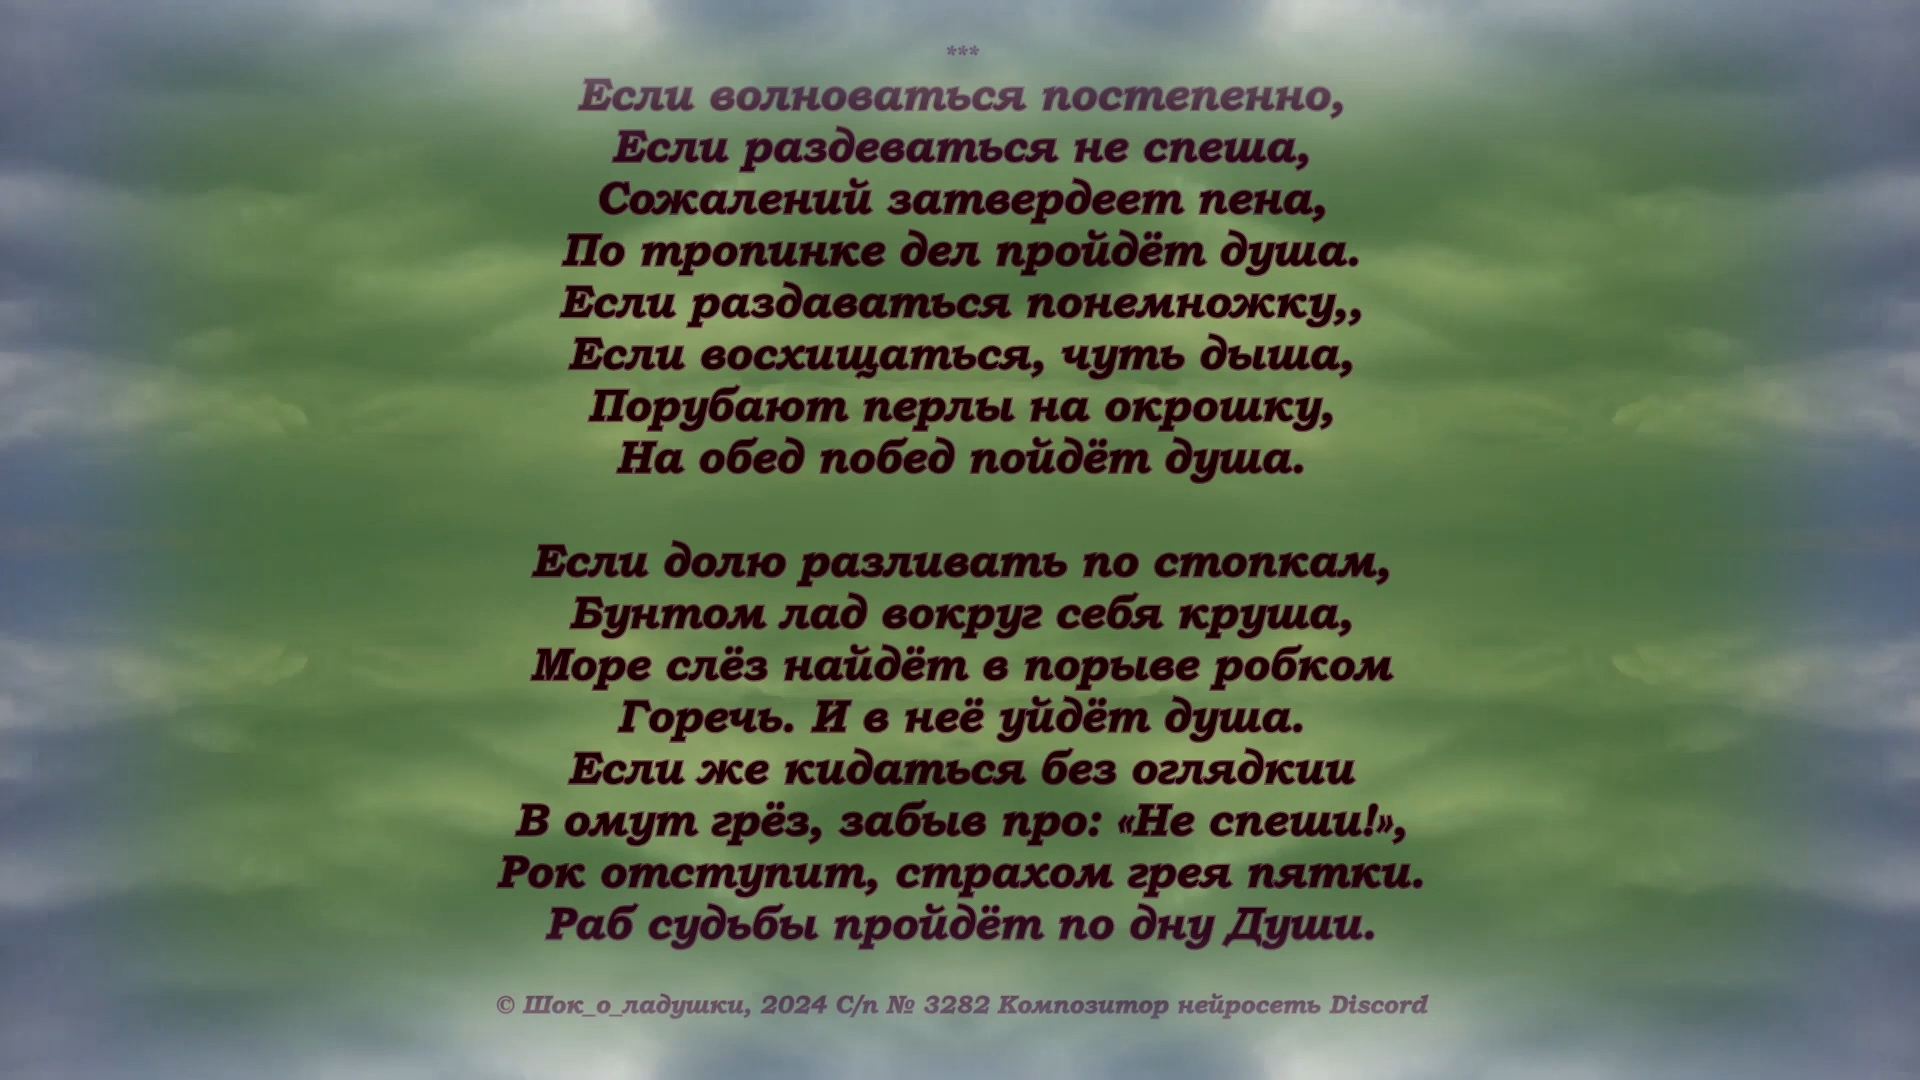 ***
Если волноваться постепенно,
Если раздеваться не спеша,
Сожалений затвердеет пена,
По тропинке дел пройдёт душа.
Если раздаваться понемножку,,
Если восхищаться, чуть дыша,
Порубают перлы на окрошку,
На обед побед пойдёт душа.
Если долю разливать по стопкам,
Бунтом лад вокруг себя круша,
Море слёз найдёт в порыве робком
Горечь. И в неё уйдёт душа.
Если же кидаться без оглядкии
В омут грёз, забыв про: «Не спеши!»,
Рок отступит, страхом грея пятки.
Раб судьбы пройдёт по дну Души.
© Шок_о_ладушки, 2024 С/п № 3282 Композитор нейросеть Discord